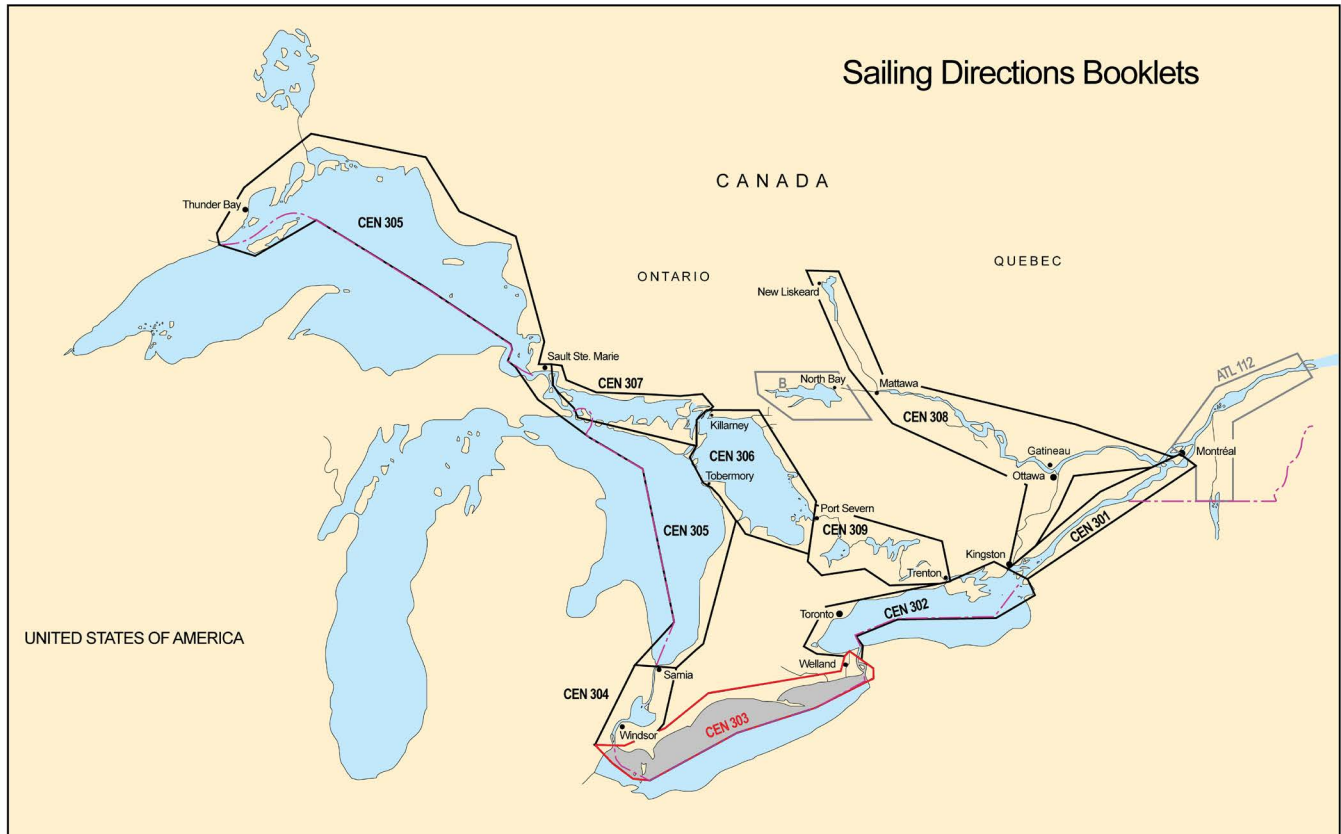 Sailing Directions Booklets
CANADA
Thunder Bay
CEN 305
ONTARIO
QUEBEC
New Liskeard
Sault Ste. Marie
CEN 307
B
North Bay
Mattawa
ATL 112
CEN 308
Killarney
CEN 306
Gatineau
Montréal
Ottawa
Tobermory
Port Severn
CEN 309
CEN 305
CEN 301
Kingston
Trenton
CEN 302
Toronto
UNITED STATES OF AMERICA
Welland
Sarnia
CEN 304
CEN 303
Windsor